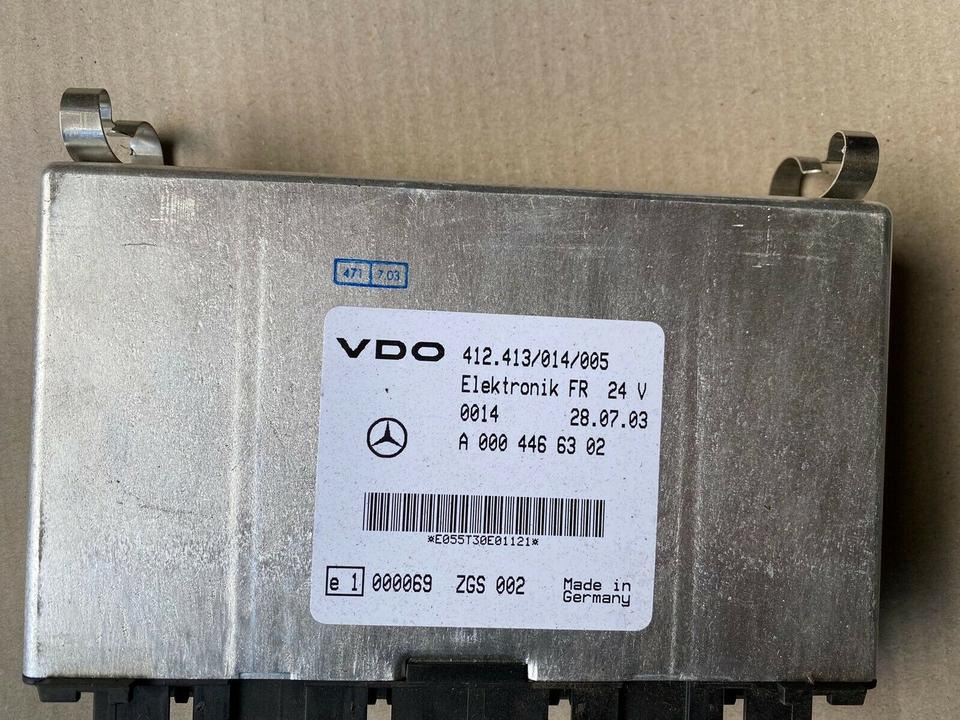 471 7.03
VDO 412.413/014/005
Elektronik FR 24 V
0014 28.07.03
A 000 446 63 02
*E055T30E01121*
e 1 000069 ZGS 002 Made in
Germany